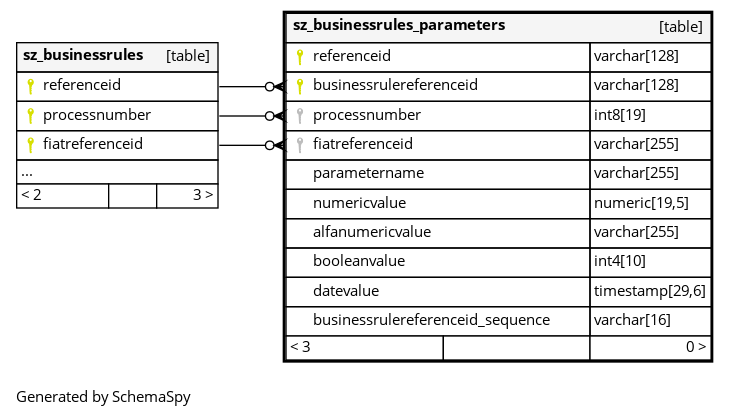 sz_businessrules [table]
referenceid
processnumber
fiatreferenceid
...
< 2 3 >
sz_businessrules_parameters [table]
referenceid varchar[128]
businessrulereferenceid varchar[128]
processnumber int8[19]
fiatreferenceid varchar[255]
parametername varchar[255]
numericvalue numeric[19,5]
alfanumericvalue varchar[255]
booleanvalue int4[10]
datevalue timestamp[29,6]
businessrulereferenceid_sequence varchar[16]
< 3 0 >
Generated by SchemaSpy